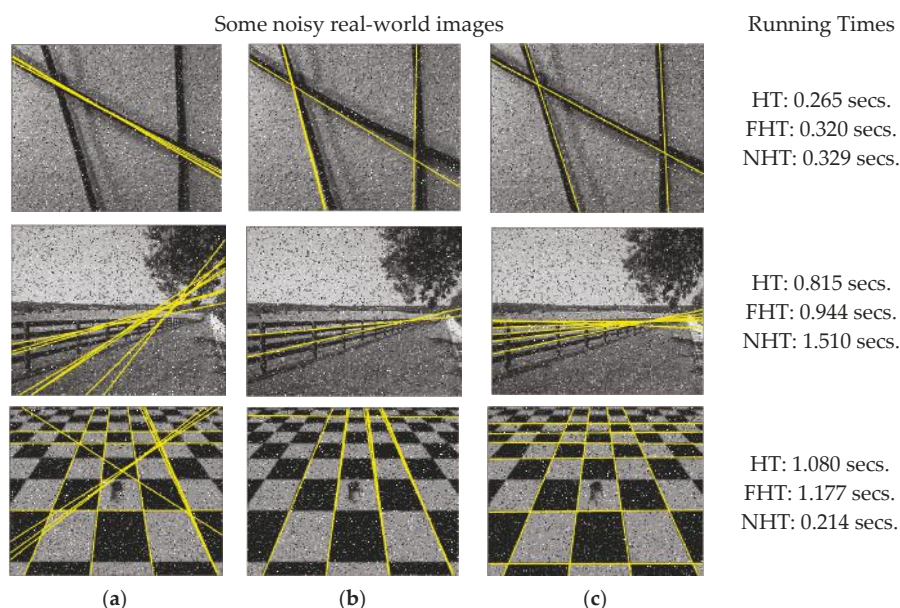 Some noisy real-world images
Running Times
HT: 0.265 secs.
FHT: 0.320 secs.
NHT: 0.329 secs.
HT: 0.815 secs.
FHT: 0.944 secs.
NHT: 1.510 secs.
HT: 1.080 secs.
FHT: 1.177 secs.
NHT: 0.214 secs.
(a)
(b)
(c)